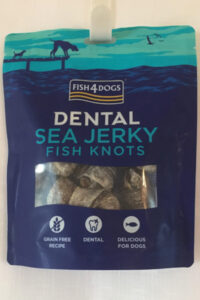 FISH4DOGS
DENTAL
SEA JERKY
FISH KNOTS
GRAIN FREE
RECIPE
DENTAL
DELICIOUS
FOR DOGS